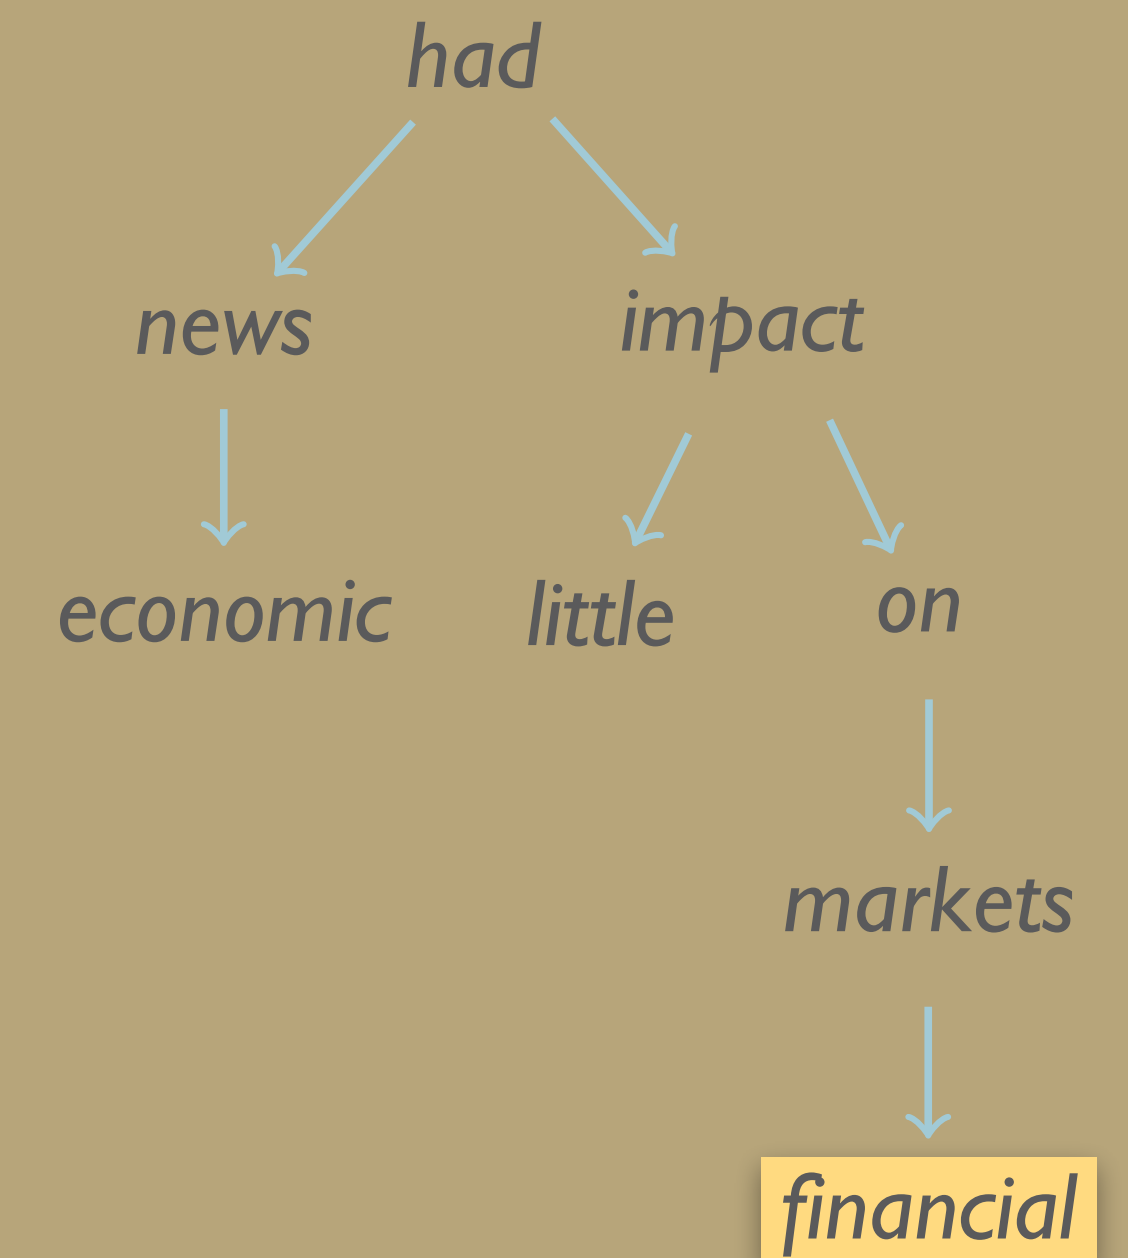 had
news impact
economic little on
markets
financial